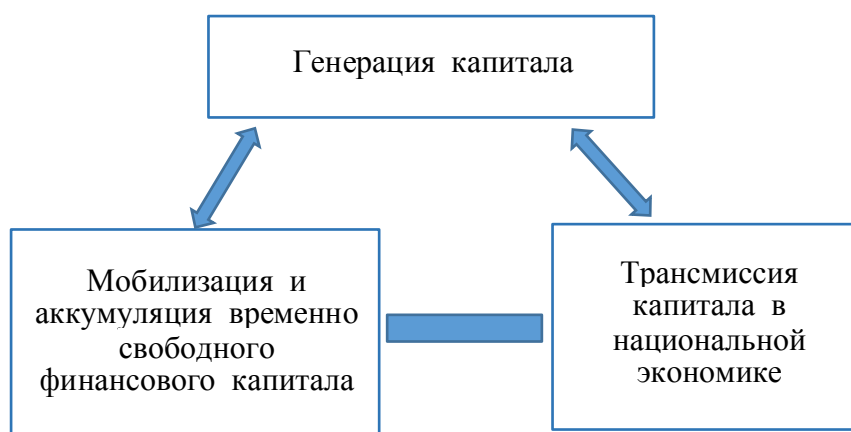 Генерация капитала
Мобилизация и
аккумуляция временно
свободного
финансового капитала
Трансмиссия
капитала в
национальной
экономике